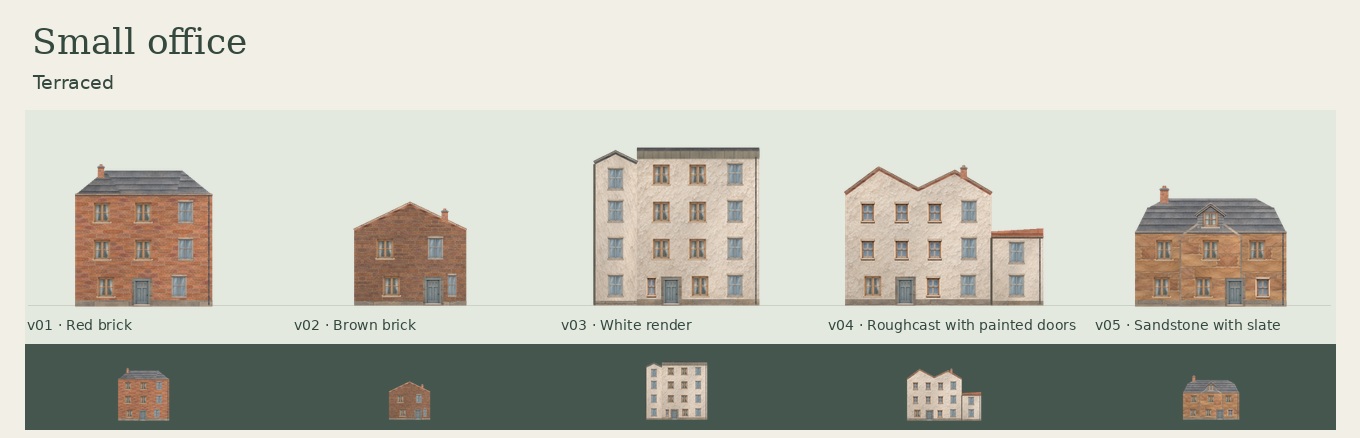 Small office
Terraced
v01 · Red brick
v02 · Brown brick
v03 · White render
v04 · Roughcast with painted doors
v05 · Sandstone with slate